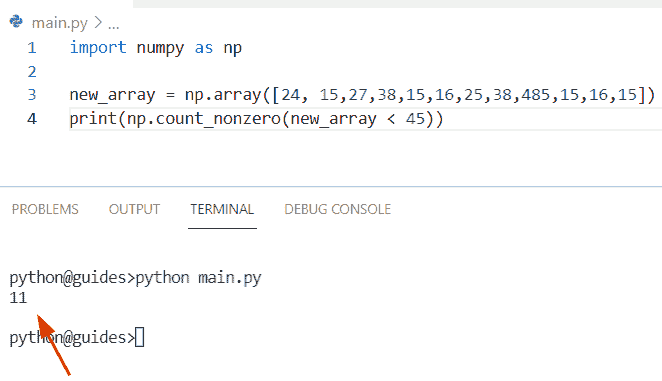 main.py > ...
1 import numpy as np
2
3 new_array = np.array([24, 15,27,38,15,16,25,38,485,15,16,15])
4 print(np.count_nonzero(new_array < 45))
PROBLEMS OUTPUT TERMINAL DEBUG CONSOLE
python@guides>python main.py
11
python@guides>